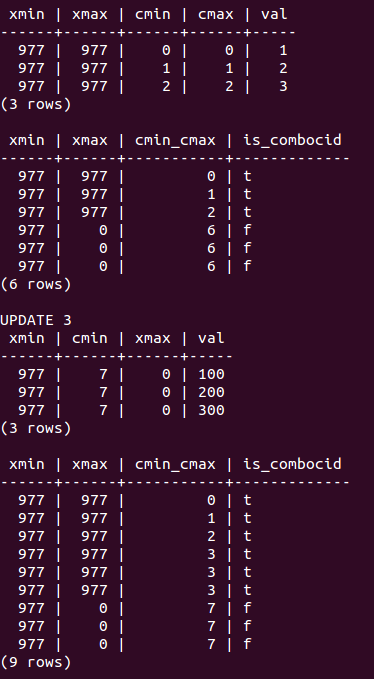 xmin | xmax | cmin | cmax | val
------+------+------+------+-----
  977 |  977 |    0 |    0 |   1
  977 |  977 |    1 |    1 |   2
  977 |  977 |    2 |    2 |   3
(3 rows)

 xmin | xmax | cmin_cmax | is_combocid
------+------+-----------+-------------
  977 |  977 |         0 | t
  977 |  977 |         1 | t
  977 |  977 |         2 | t
  977 |    0 |         6 | f
  977 |    0 |         6 | f
  977 |    0 |         6 | f
(6 rows)

UPDATE 3
 xmin | cmin | xmax | val
------+------+------+-----
  977 |    7 |    0 | 100
  977 |    7 |    0 | 200
  977 |    7 |    0 | 300
(3 rows)

 xmin | xmax | cmin_cmax | is_combocid
------+------+-----------+-------------
  977 |  977 |         0 | t
  977 |  977 |         1 | t
  977 |  977 |         2 | t
  977 |  977 |         3 | t
  977 |  977 |         3 | t
  977 |  977 |         3 | t
  977 |    0 |         7 | f
  977 |    0 |         7 | f
  977 |    0 |         7 | f
(9 rows)